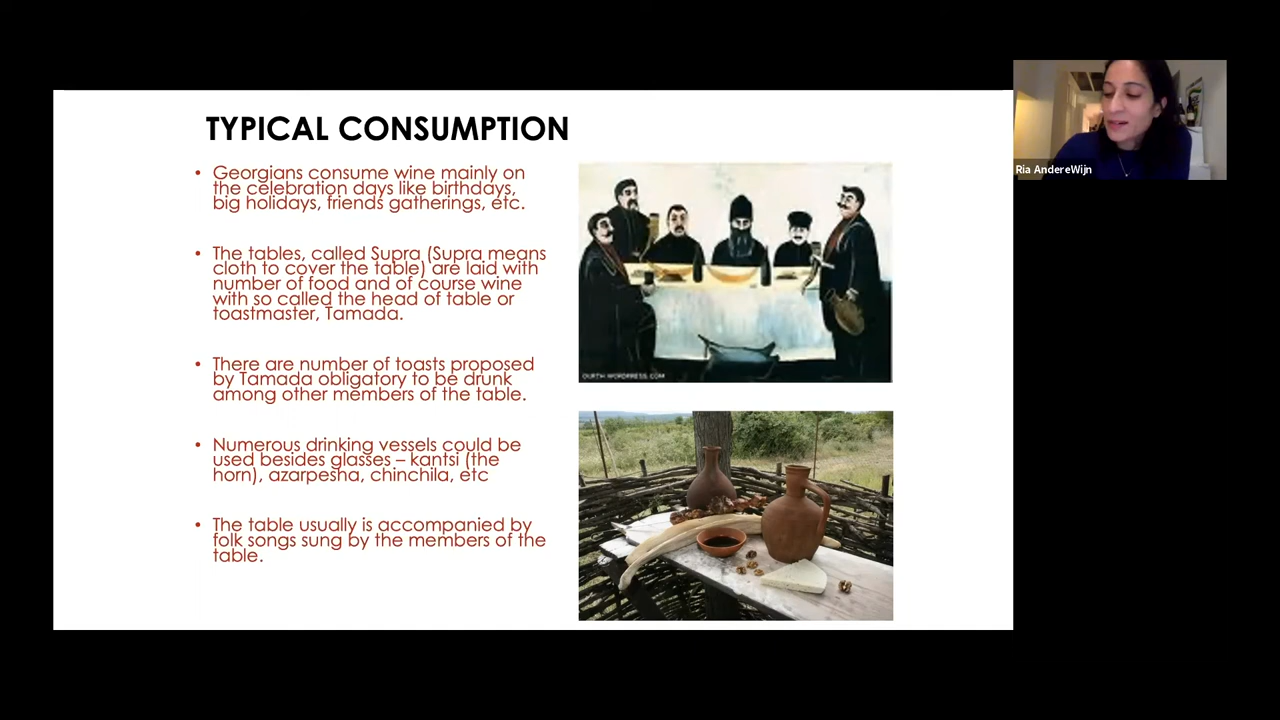 TYPICAL CONSUMPTION
• Georgians consume wine mainly on
the celebration days like birthdays,
big holidays, friends gatherings, etc.
• The tables, called Supra (Supra means
cloth to cover the table) are laid with
number of food and of course wine
with so called the head of table or
toastmaster, Tamada.
• There are number of toasts proposed
by Tamada obligatory to be drunk
among other members of the table.
• Numerous drinking vessels could be
used besides glasses – kantsi (the
horn), azarpesha, chinchila, etc
• The table usually is accompanied by
folk songs sung by the members of the
table.
Ria AndereWijn